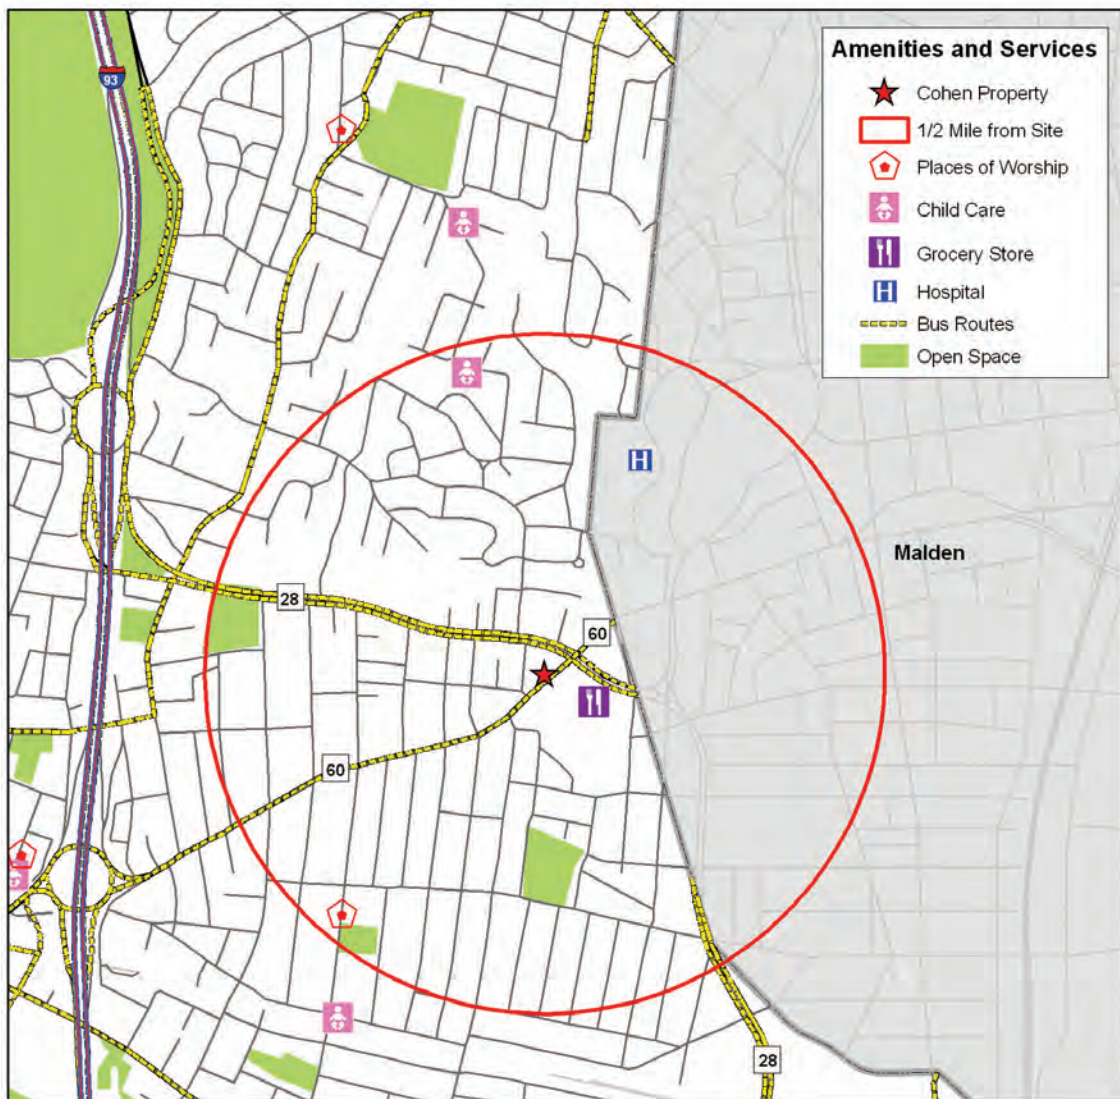 93
Amenities and Services
Cohen Property
1/2 Mile from Site
Places of Worship
Child Care
Grocery Store
H
Hospital
Bus Routes
Open Space
H
Malden
28
60
60
28